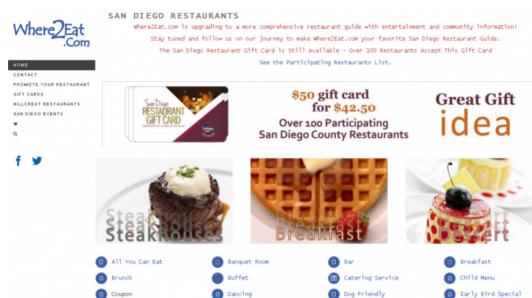 Where2Eat
.Com
SAN DIEGO RESTAURANTS
Where2Eat.com is upgrading to a more comprehensive restaurant guide with entertainment and community information!
Stay tuned and follow us on our journey to make Where2Eat.com your favorite San Diego Restaurant Guide.
The San Diego Restaurant Gift Card is Still Available - Over 100 Restaurants Accept This Gift Card
See the Participating Restaurants List.
HOME
CONTACT
PROMOTE YOUR RESTAURANT
GIFT CARDS
HILLCREST RESTAURANTS
SAN DIEGO EVENTS
San Diego
RESTAURANT
GIFT CARD
$50 gift card
for $42.50
Over 100 Participating
San Diego County Restaurants
Great Gift
idea
Steakhouses
Breakfast
Dessert
All You Can Eat
Banquet Room
Bar
Breakfast
Brunch
Buffet
Catering Service
Child Menu
Coupon
Dancing
Dog Friendly
Early Bird Special